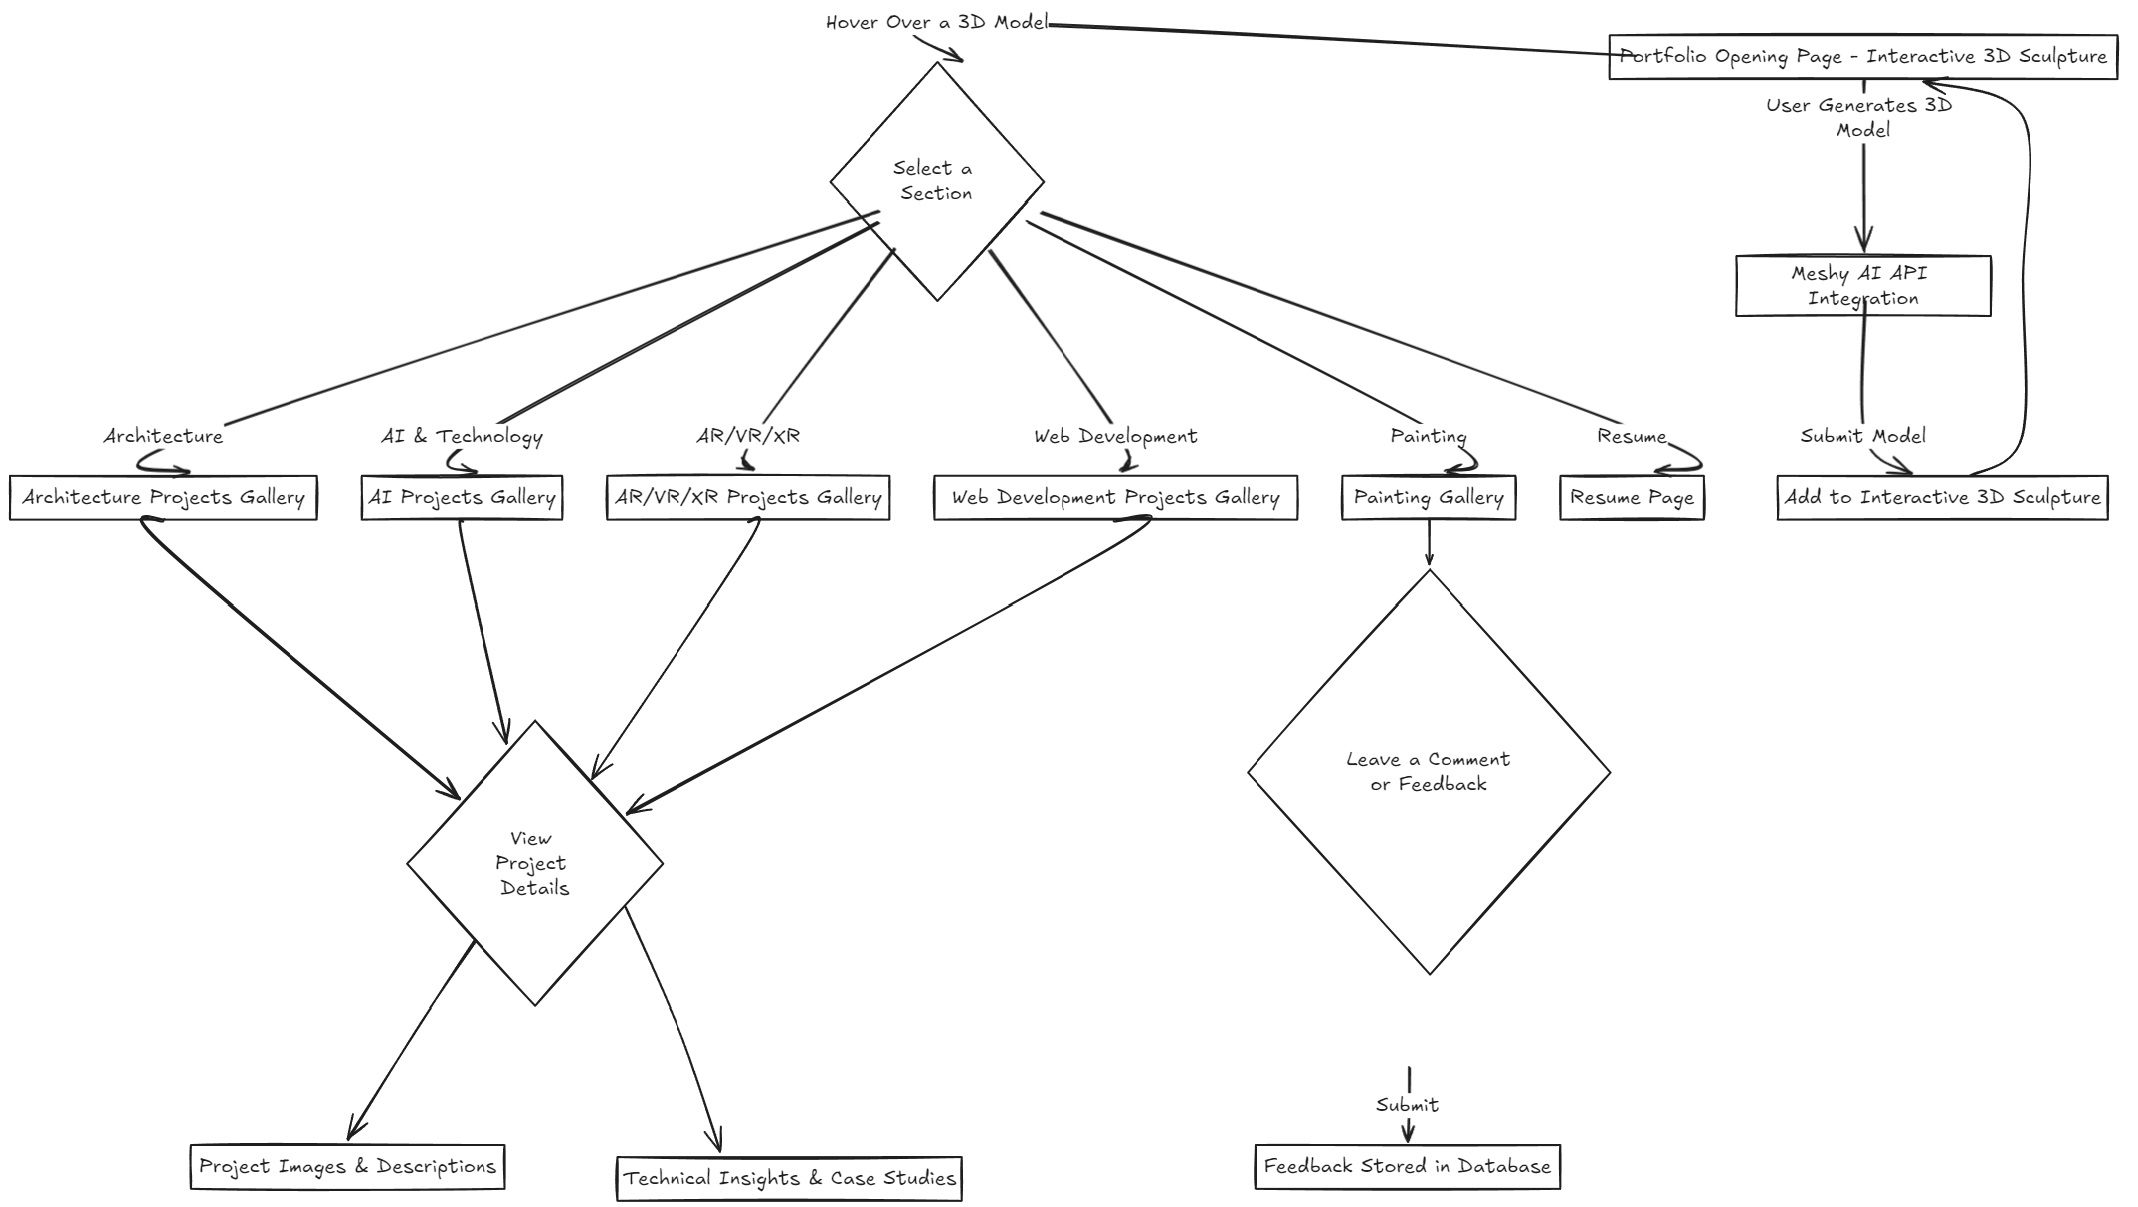 Hover Over a 3D Model
Portfolio Opening Page - Interactive 3D Sculpture
User Generates 3D
Model
Select a
Section
Meshy AI API
Integration
Architecture
AI & Technology
AR/VR/XR
Web Development
Painting
Resume
Submit Model
Architecture Projects Gallery
AI Projects Gallery
AR/VR/XR Projects Gallery
Web Development Projects Gallery
Painting Gallery
Resume Page
Add to Interactive 3D Sculpture
Leave a Comment
or Feedback
View
Project
Details
Submit
Project Images & Descriptions
Technical Insights & Case Studies
Feedback Stored in Database